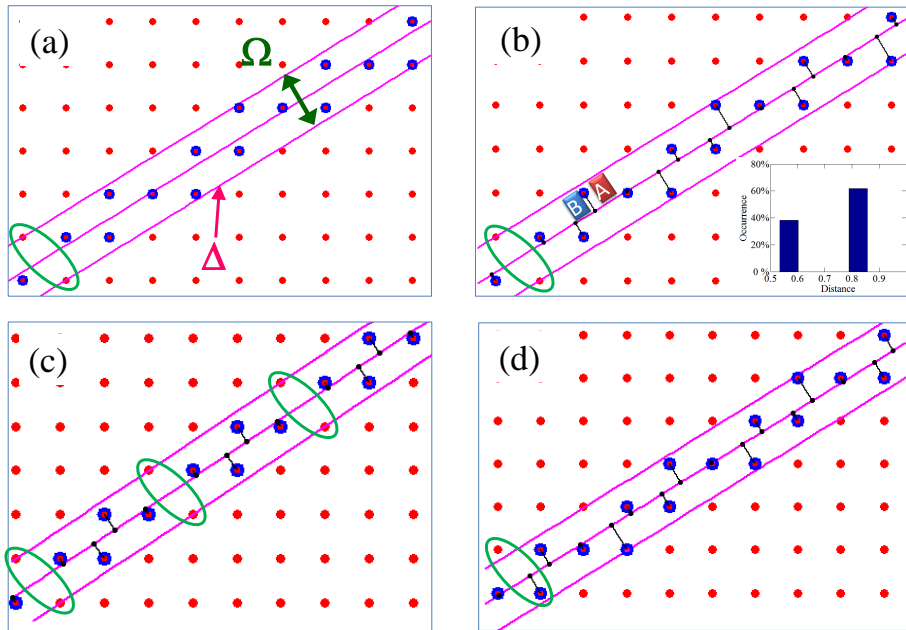 (a)
Ω
Δ
(b)
B A
80%
60%
40%
20%
0%
Occurrence
0.5 0.6 0.7 0.8 0.9
Distance
(c)
(d)